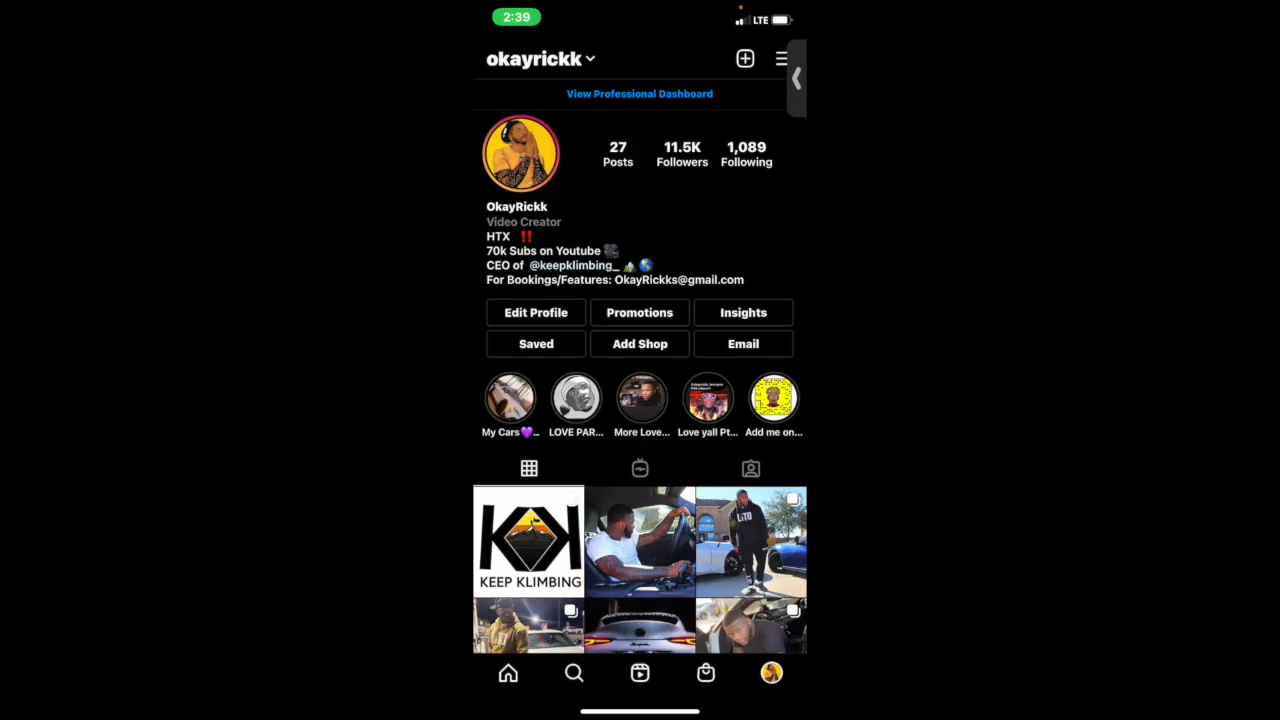 2:39
LTE
okayrickk
View Professional Dashboard
27
Posts
11.5K
Followers
1,089
Following
OkayRickk
Video Creator
HTX ‼️
70k Subs on Youtube 🎥
CEO of @keepklimbing_ ⛰️🌎
For Bookings/Features: OkayRickks@gmail.com
Edit Profile
Promotions
Insights
Saved
Add Shop
Email
My Cars💜...
LOVE PAR...
More Love...
Love yall Pt...
Add me on...
KK
KEEP KLIMBING